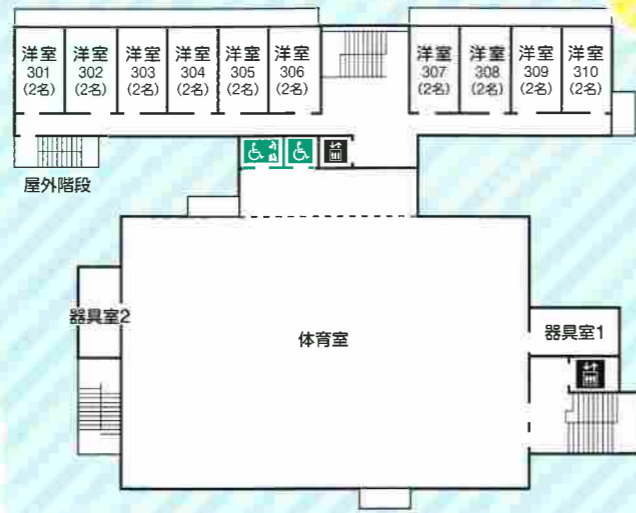 洋室
301
(2名)
洋室
302
(2名)
洋室
303
(2名)
洋室
304
(2名)
洋室
305
(2名)
洋室
306
(2名)
洋室
307
(2名)
洋室
308
(2名)
洋室
309
(2名)
洋室
310
(2名)
屋外階段
器具室2
体育室
器具室1